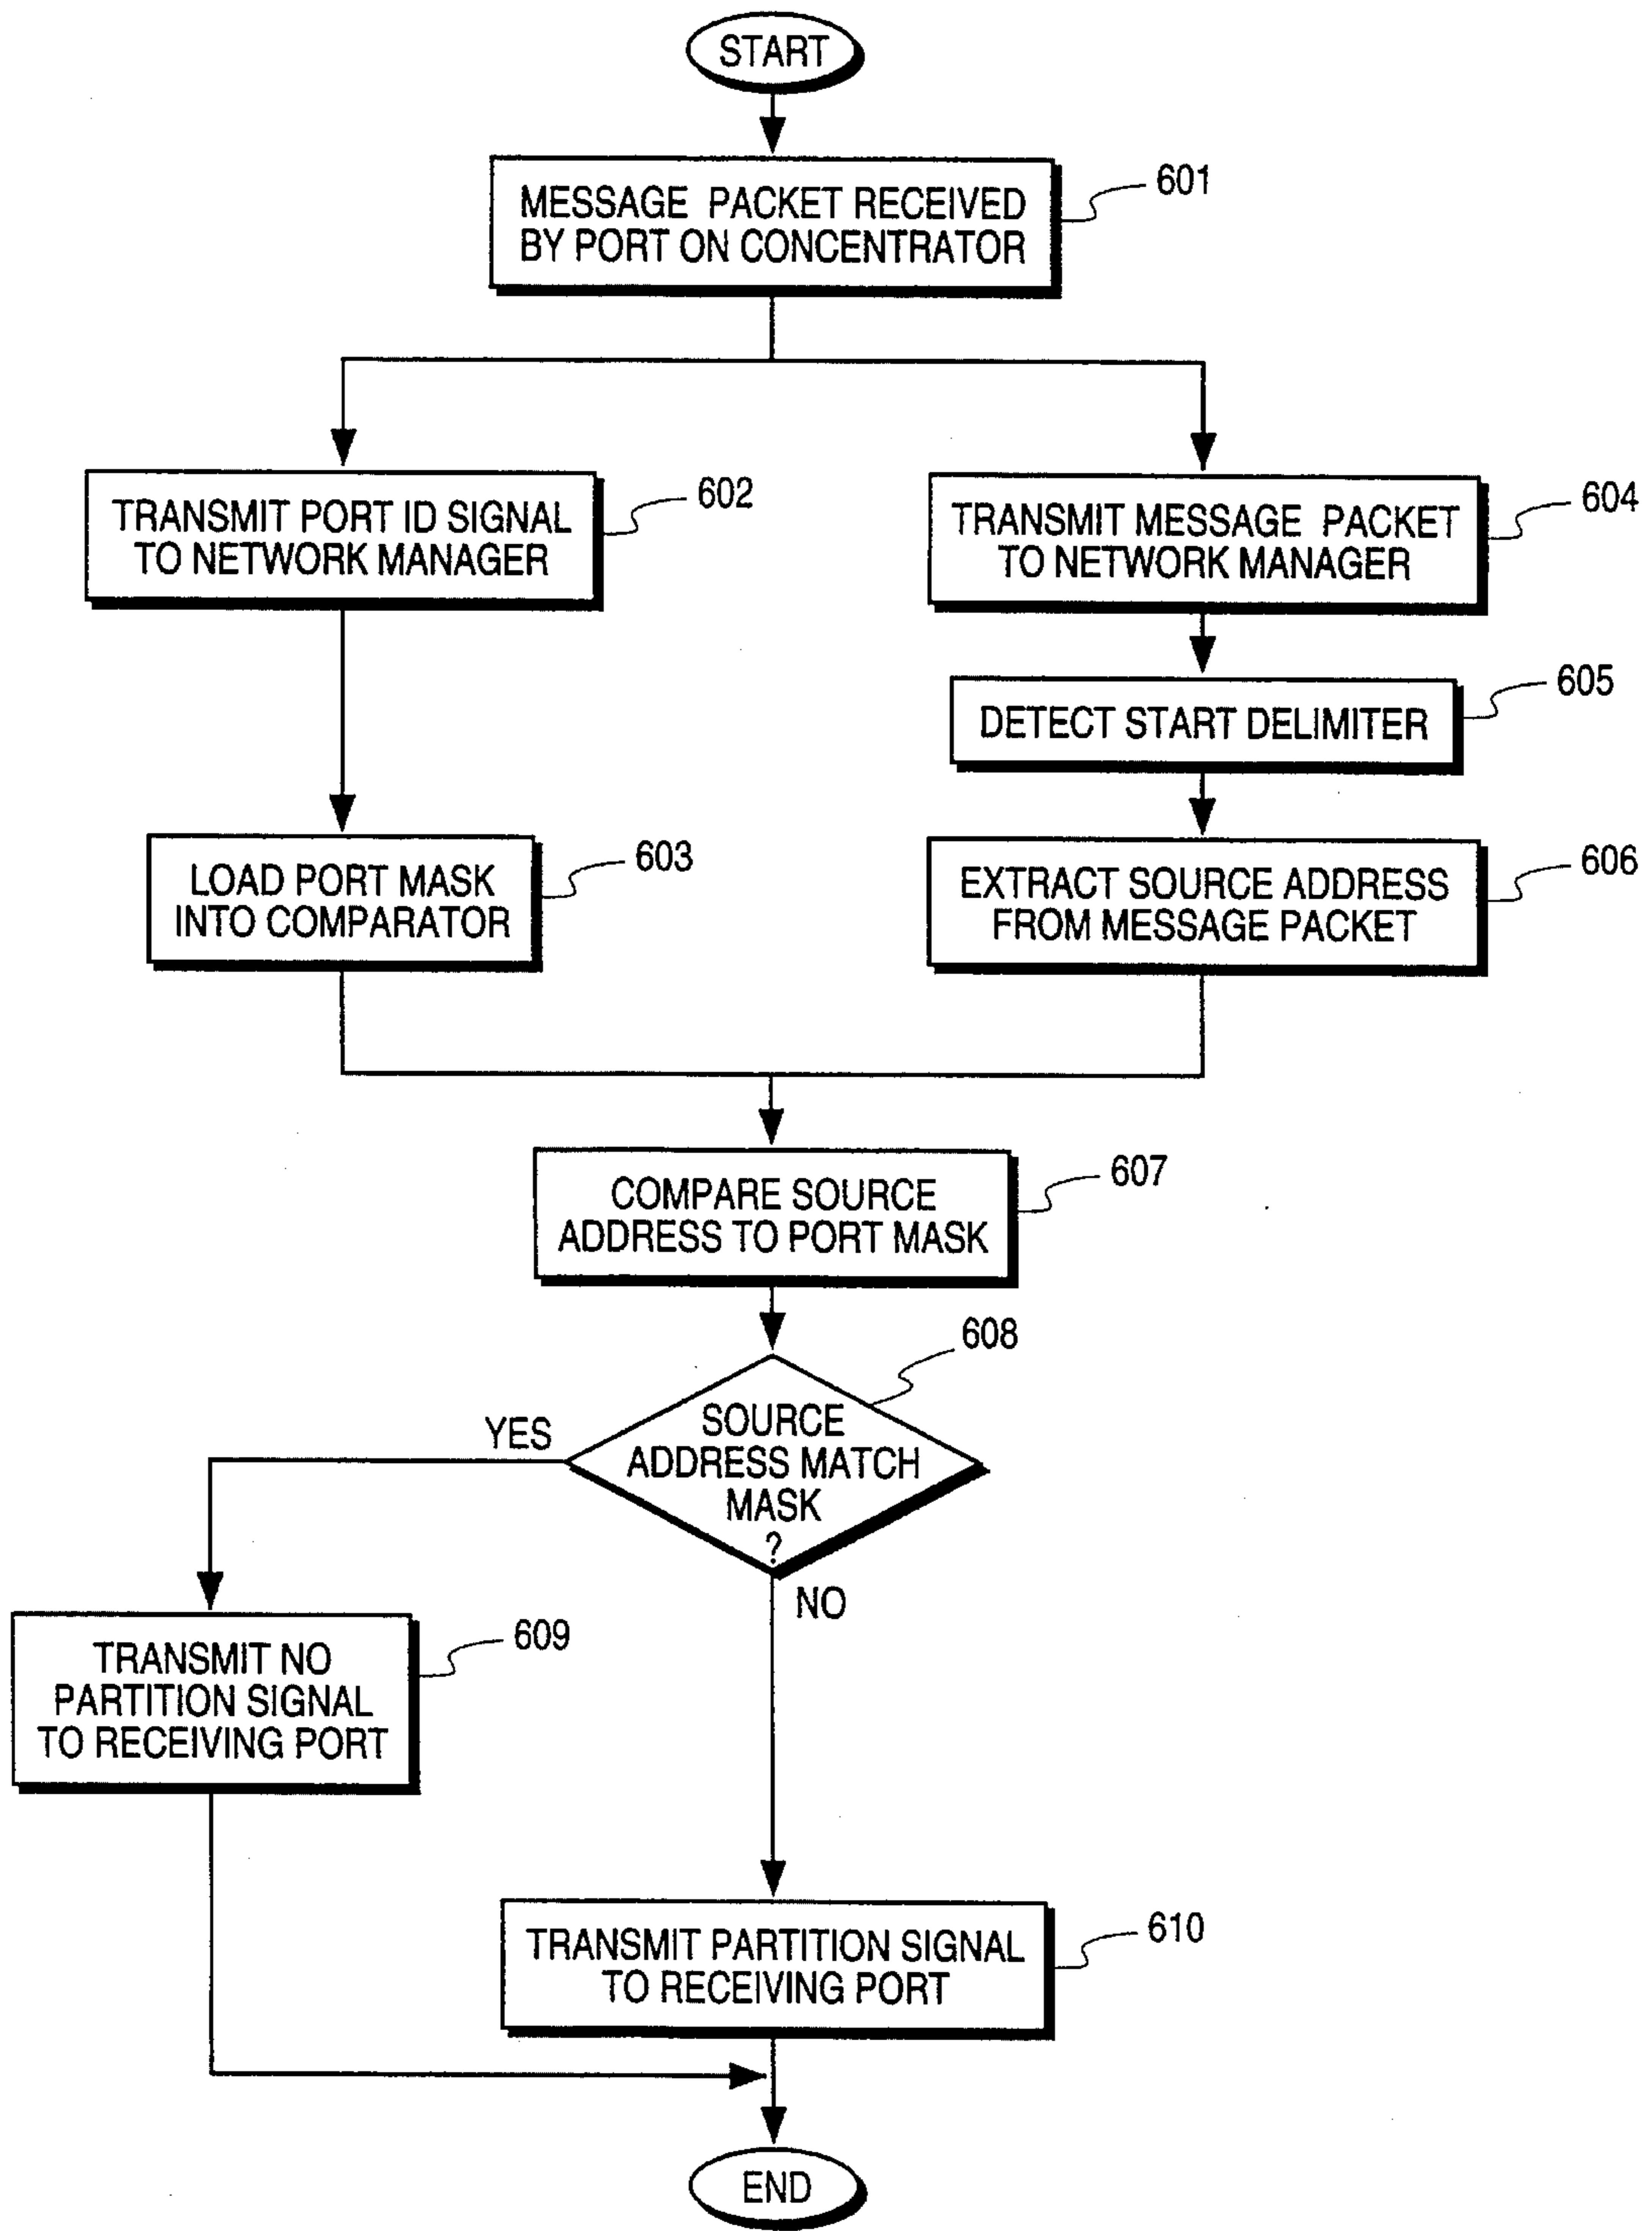 START
MESSAGE PACKET RECEIVED
BY PORT ON CONCENTRATOR
601
TRANSMIT PORT ID SIGNAL
TO NETWORK MANAGER
602
TRANSMIT MESSAGE PACKET
TO NETWORK MANAGER
604
DETECT START DELIMITER
605
LOAD PORT MASK
INTO COMPARATOR
603
EXTRACT SOURCE ADDRESS
FROM MESSAGE PACKET
606
COMPARE SOURCE
ADDRESS TO PORT MASK
607
608
SOURCE
ADDRESS MATCH
MASK
?
YES
NO
TRANSMIT NO
PARTITION SIGNAL
TO RECEIVING PORT
609
TRANSMIT PARTITION SIGNAL
TO RECEIVING PORT
610
END